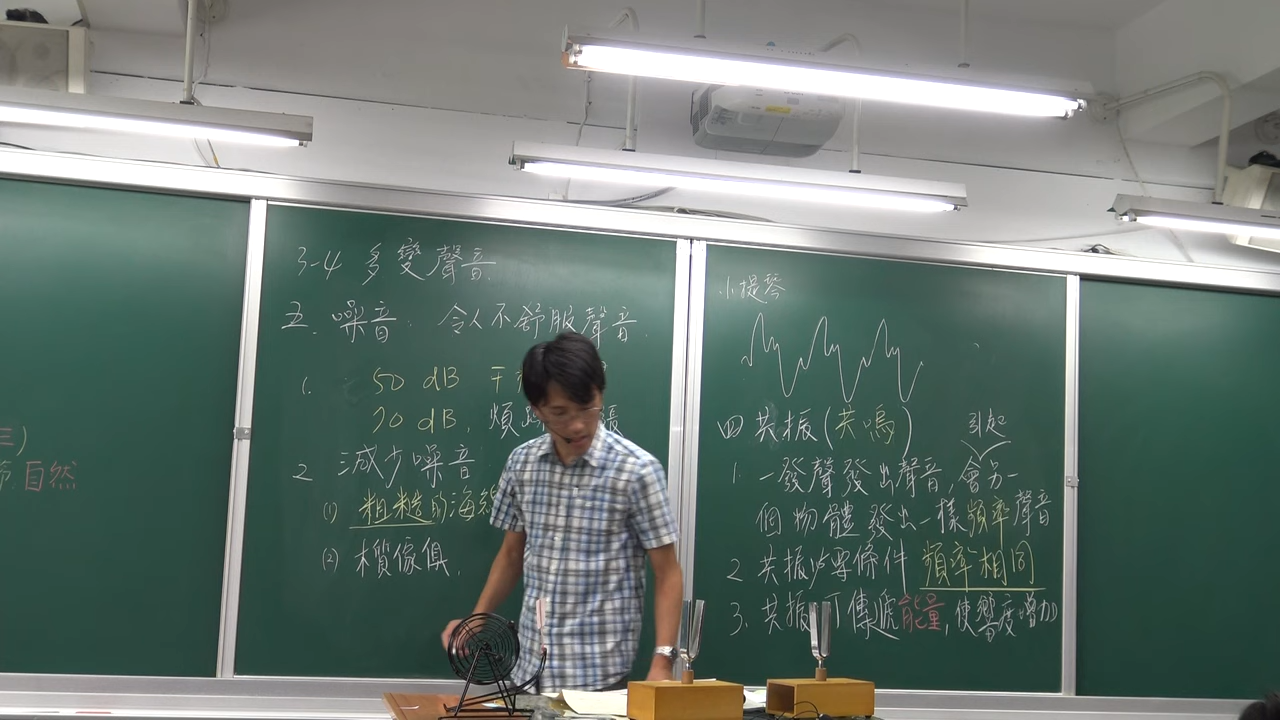 三)
節自然
3-4 多變聲音
五. 噪音: 令人不舒服聲音.
1. 50 dB 干
70 dB, 煩
2 減少噪音
(1) 粗糙的海
(2) 木質傢俱.
小提琴
四 共振(共鳴)
引起
1. 一發聲發出聲音, 會另一
個物體發出一樣頻率聲音
2 共振必要條件 頻率相同
3. 共振可傳遞能量, 使響度增加